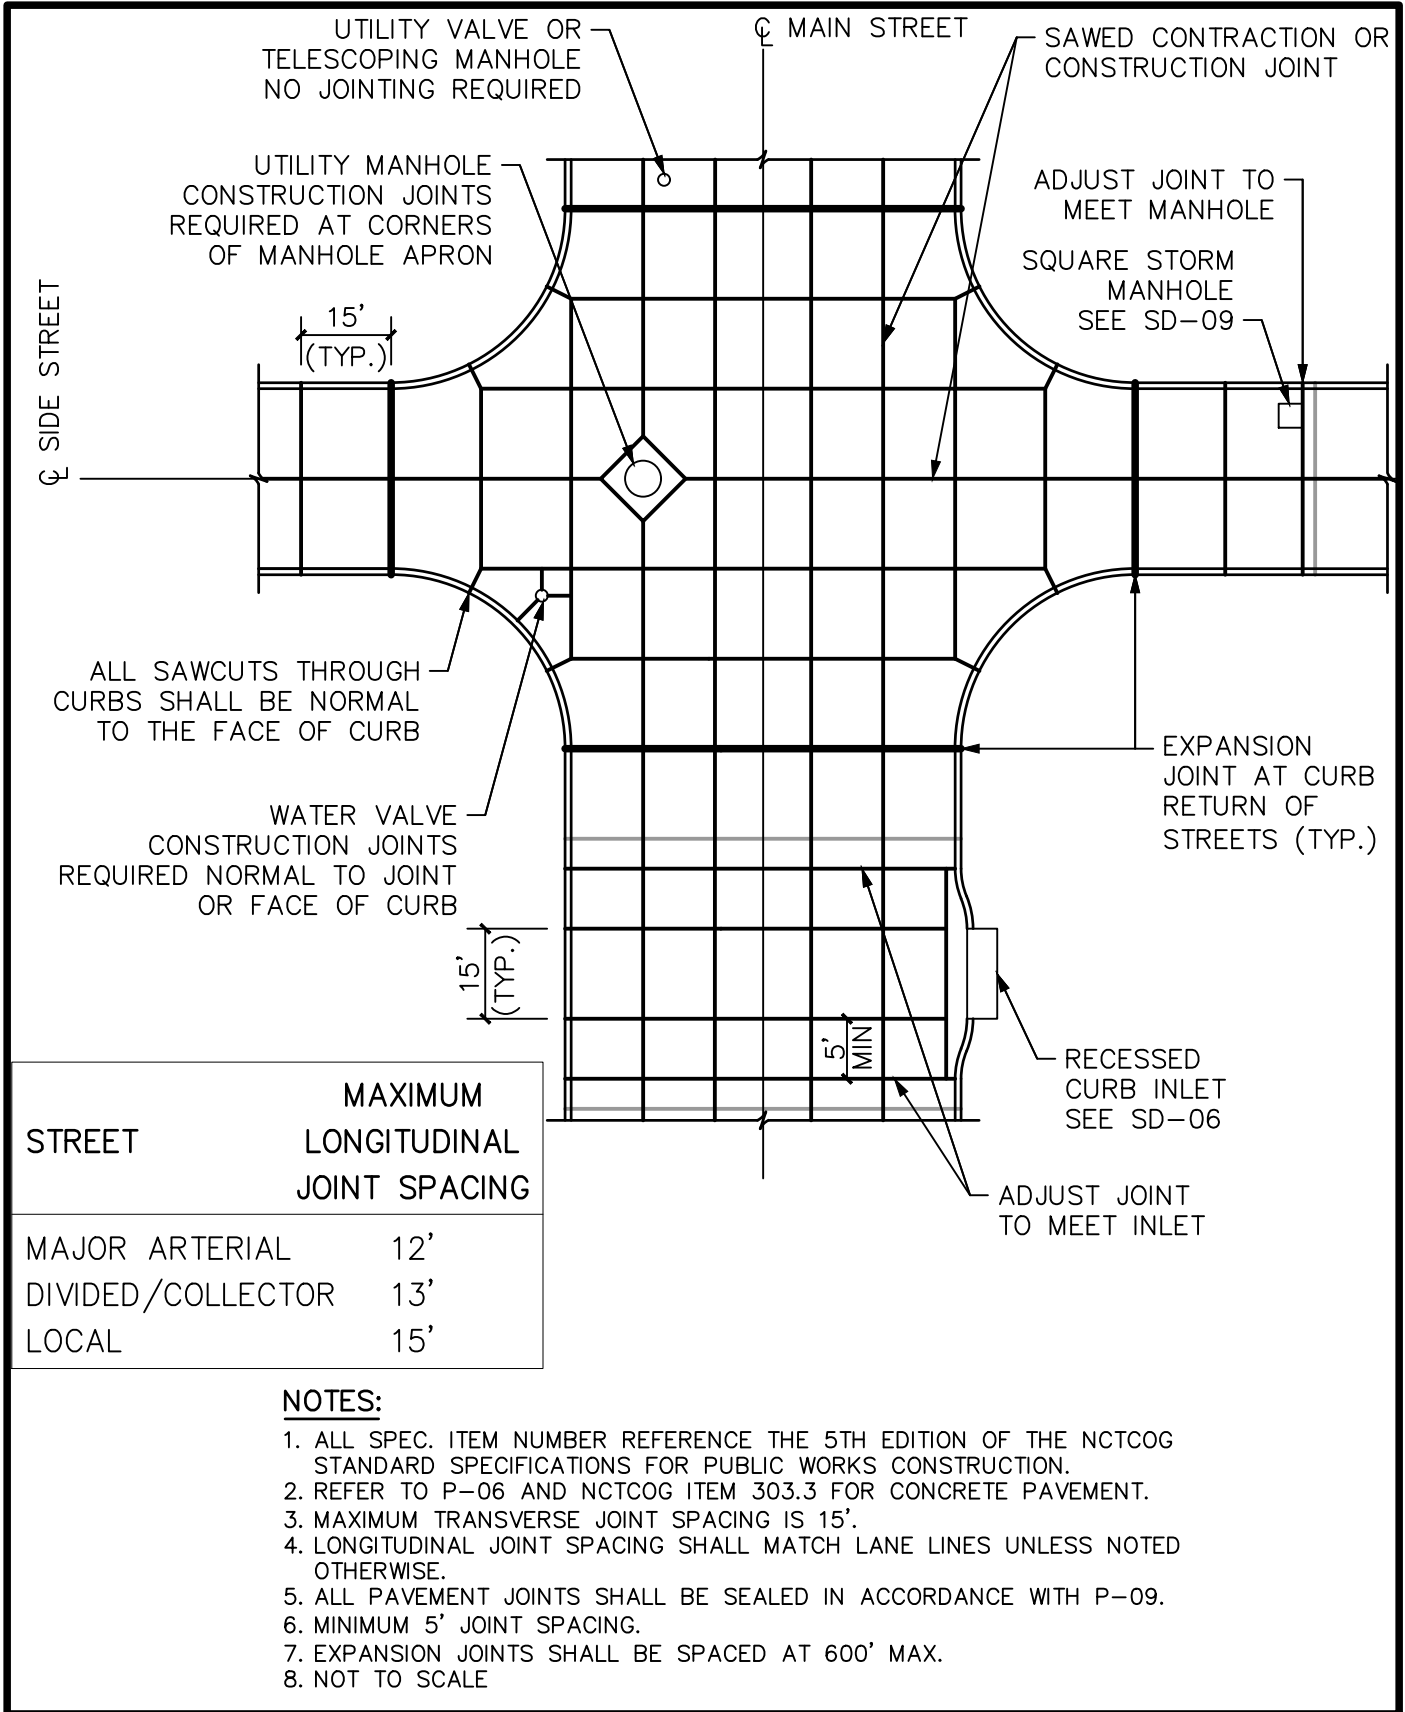 UTILITY VALVE OR
TELESCOPING MANHOLE
NO JOINTING REQUIRED
℄ MAIN STREET
SAWED CONTRACTION OR
CONSTRUCTION JOINT
UTILITY MANHOLE
CONSTRUCTION JOINTS
REQUIRED AT CORNERS
OF MANHOLE APRON
ADJUST JOINT TO
MEET MANHOLE
SQUARE STORM
MANHOLE
SEE SD-09
℄ SIDE STREET
15'
(TYP.)
ALL SAWCUTS THROUGH
CURBS SHALL BE NORMAL
TO THE FACE OF CURB
EXPANSION
JOINT AT CURB
RETURN OF
STREETS (TYP.)
WATER VALVE
CONSTRUCTION JOINTS
REQUIRED NORMAL TO JOINT
OR FACE OF CURB
15'
(TYP.)
5'
MIN
RECESSED
CURB INLET
SEE SD-06
ADJUST JOINT
TO MEET INLET
MAXIMUM
STREET LONGITUDINAL
JOINT SPACING
MAJOR ARTERIAL 12'
DIVIDED/COLLECTOR 13'
LOCAL 15'
NOTES:
1. ALL SPEC. ITEM NUMBER REFERENCE THE 5TH EDITION OF THE NCTCOG
STANDARD SPECIFICATIONS FOR PUBLIC WORKS CONSTRUCTION.
2. REFER TO P-06 AND NCTCOG ITEM 303.3 FOR CONCRETE PAVEMENT.
3. MAXIMUM TRANSVERSE JOINT SPACING IS 15'.
4. LONGITUDINAL JOINT SPACING SHALL MATCH LANE LINES UNLESS NOTED
OTHERWISE.
5. ALL PAVEMENT JOINTS SHALL BE SEALED IN ACCORDANCE WITH P-09.
6. MINIMUM 5' JOINT SPACING.
7. EXPANSION JOINTS SHALL BE SPACED AT 600' MAX.
8. NOT TO SCALE